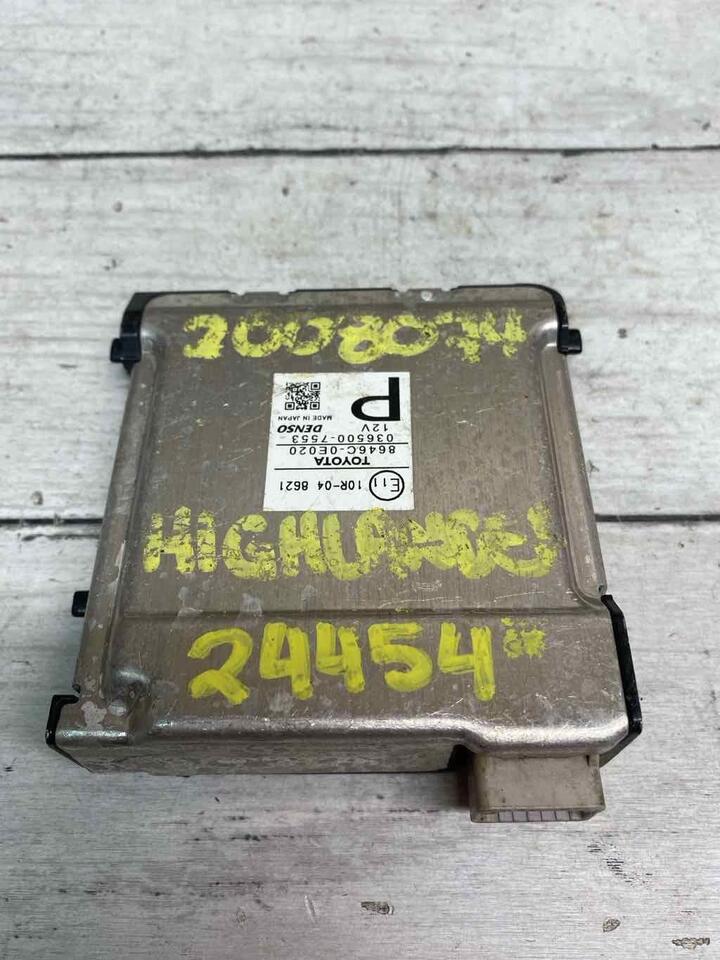 E11 10R-04 8621
TOYOTA
8646C-0E020
036500-7553
DENSO 12V
MADE IN JAPAN
P
HIGHLANDER
24454